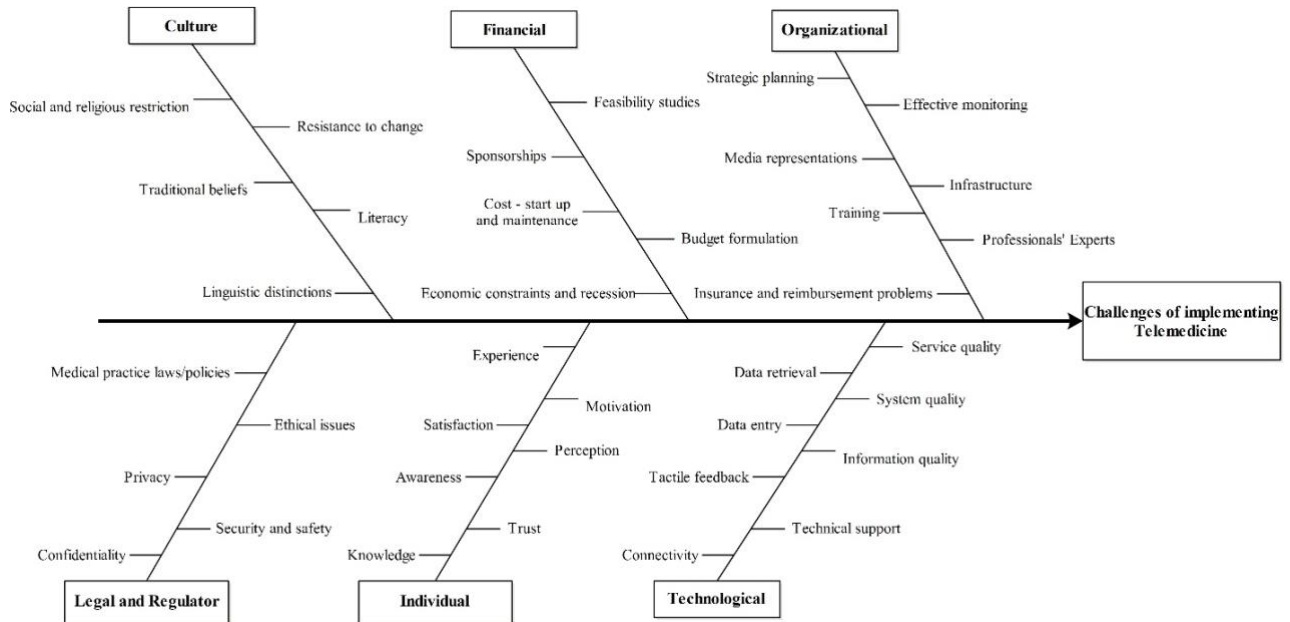 Culture
Financial
Organizational
Social and religious restriction
Resistance to change
Traditional beliefs
Literacy
Linguistic distinctions
Feasibility studies
Sponsorships
Cost - start up
and maintenance
Budget formulation
Economic constraints and recession
Strategic planning
Effective monitoring
Media representations
Infrastructure
Training
Professionals' Experts
Insurance and reimbursement problems
Challenges of implementing
Telemedicine
Medical practice laws/policies
Ethical issues
Privacy
Security and safety
Confidentiality
Legal and Regulator
Experience
Motivation
Satisfaction
Perception
Awareness
Trust
Knowledge
Individual
Service quality
Data retrieval
System quality
Data entry
Information quality
Tactile feedback
Technical support
Connectivity
Technological